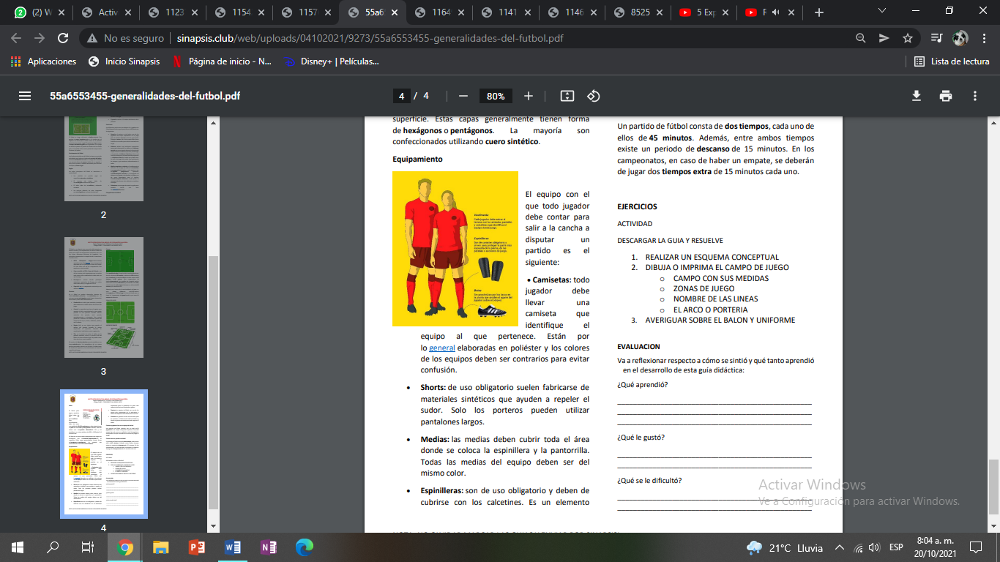 (2) W
Activ
1123
1154
1157
55a6
1164
1141
1146
8525
5 Exp
F
No es seguro
sinapsis.club/web/uploads/04102021/9273/55a6553455-generalidades-del-futbol.pdf
Aplicaciones
Inicio Sinapsis
Página de inicio - N...
Disney+ | Películas...
Lista de lectura
55a6553455-generalidades-del-futbol.pdf
4 / 4
80%
2
3
4
superficie. Estas capas generalmente tienen forma
de hexágonos o pentágonos. La mayoría son
confeccionados utilizando cuero sintético.
Equipamiento
El equipo con el
que todo jugador
debe contar para
salir a la cancha a
disputar un
partido es el
siguiente:
• Camisetas: todo
jugador debe
llevar una
camiseta que
identifique el
equipo al que pertenece. Están por
lo general elaboradas en poliéster y los colores
de los equipos deben ser contrarios para evitar
confusión.
• Shorts: de uso obligatorio suelen fabricarse de
materiales sintéticos que ayuden a repeler el
sudor. Solo los porteros pueden utilizar
pantalones largos.
• Medias: las medias deben cubrir toda el área
donde se coloca la espinillera y la pantorrilla.
Todas las medias del equipo deben ser del
mismo color.
• Espinilleras: son de uso obligatorio y deben de
cubrirse con los calcetines. Es un elemento
Un partido de fútbol consta de dos tiempos, cada uno de
ellos de 45 minutos. Además, entre ambos tiempos
existe un periodo de descanso de 15 minutos. En los
campeonatos, en caso de haber un empate, se deberán
de jugar dos tiempos extra de 15 minutos cada uno.
EJERCICIOS
ACTIVIDAD
DESCARGAR LA GUIA Y RESUELVE
1. REALIZAR UN ESQUEMA CONCEPTUAL
2. DIBUJA O IMPRIMA EL CAMPO DE JUEGO
o CAMPO CON SUS MEDIDAS
o ZONAS DE JUEGO
o NOMBRE DE LAS LINEAS
o EL ARCO O PORTERIA
3. AVERIGUAR SOBRE EL BALON Y UNIFORME
EVALUACION
Va a reflexionar respecto a cómo se sintió y qué tanto aprendió
en el desarrollo de esta guía didáctica:
¿Qué aprendió?
¿Qué le gustó?
¿Qué se le dificultó?
Activar Windows
Ve a Configuración para activar Windows.
21°C Lluvia
ESP
8:04 a. m.
20/10/2021